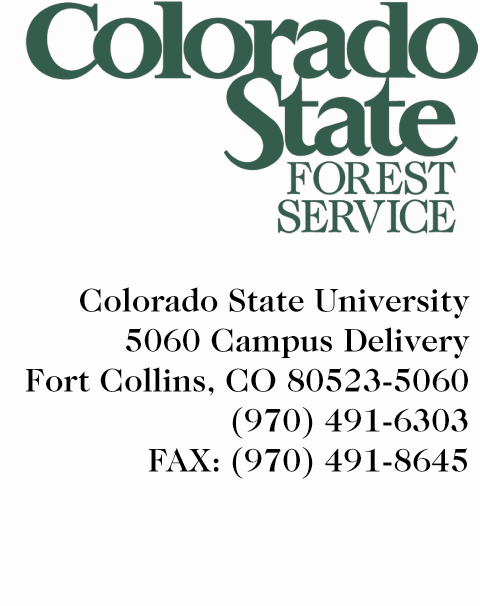 Colorado
State
FOREST
SERVICE
Colorado State University
5060 Campus Delivery
Fort Collins, CO 80523-5060
(970) 491-6303
FAX: (970) 491-8645